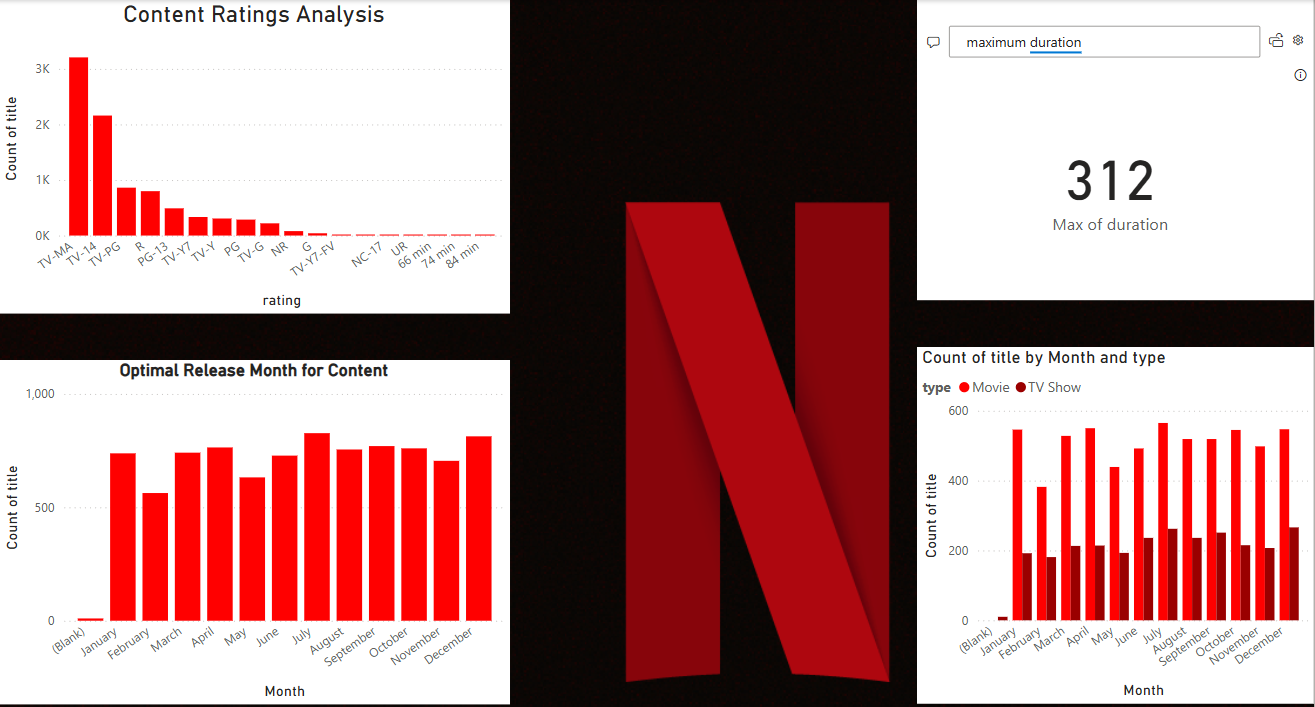 Content Ratings Analysis
Count of title
3K
2K
1K
0K
TV-MA
TV-14
TV-PG
R
PG-13
TV-Y7
TV-Y
PG
TV-G
NR
G
TV-Y7-FV
NC-17
UR
66 min
74 min
84 min
rating
maximum duration
312
Max of duration
Optimal Release Month for Content
Count of title
1,000
500
0
(Blank)
January
February
March
April
May
June
July
August
September
October
November
December
Month
Count of title by Month and type
type Movie TV Show
Count of title
600
400
200
0
(Blank)
January
February
March
April
May
June
July
August
September
October
November
December
Month